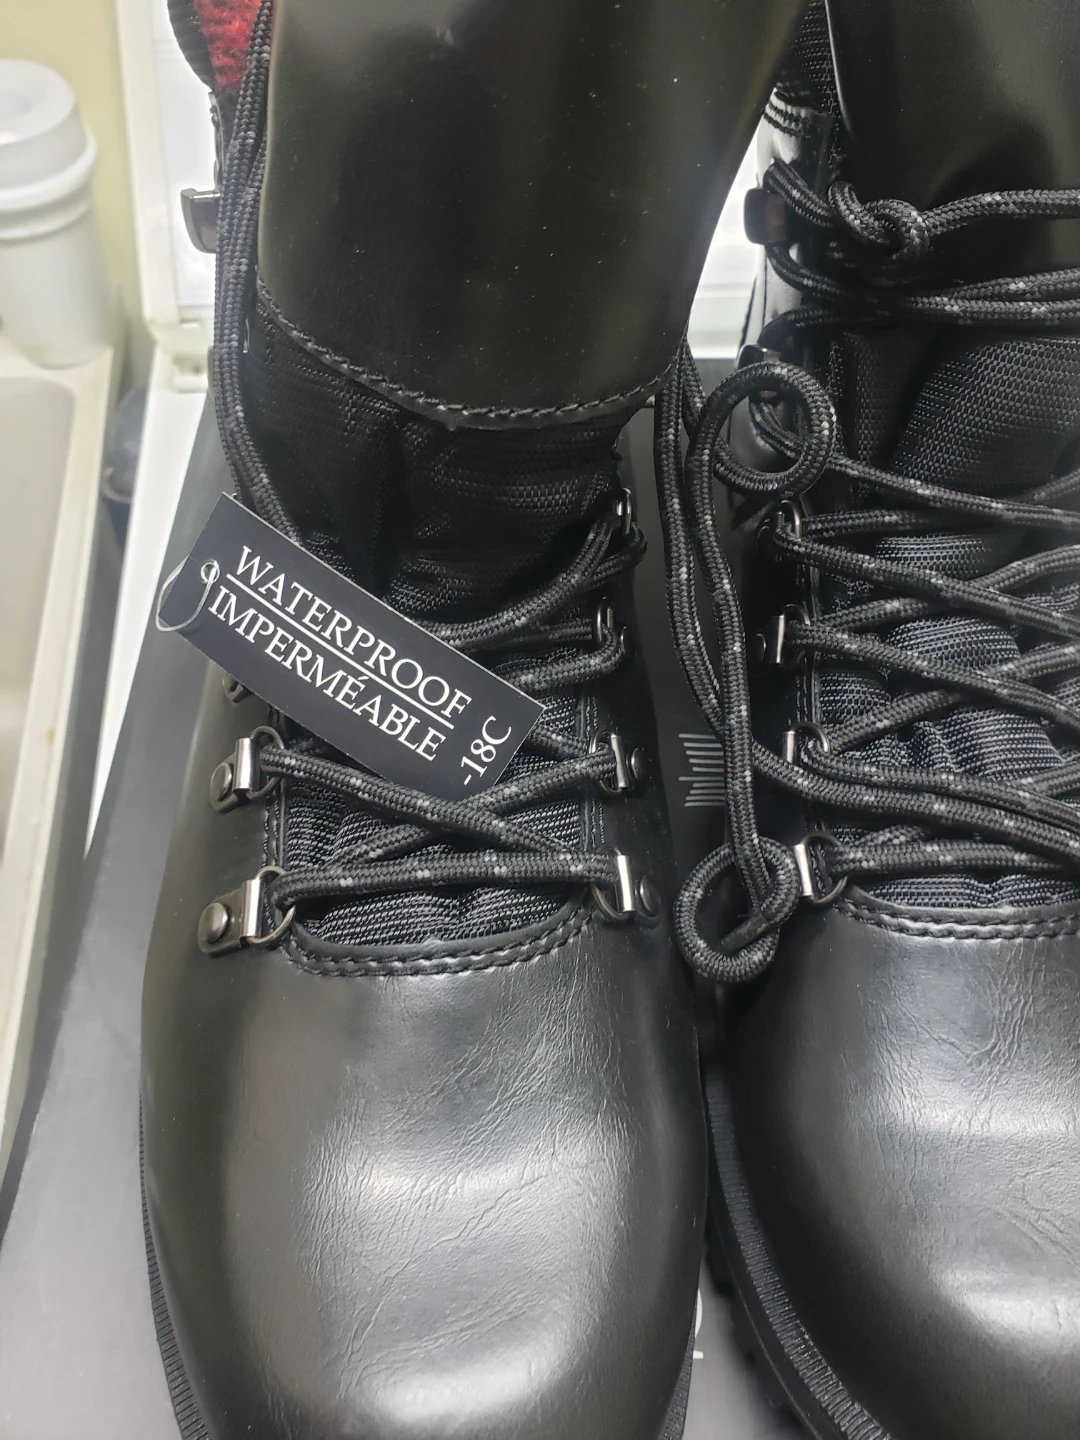 WATERPROOF
IMPERMÉABLE
-18C